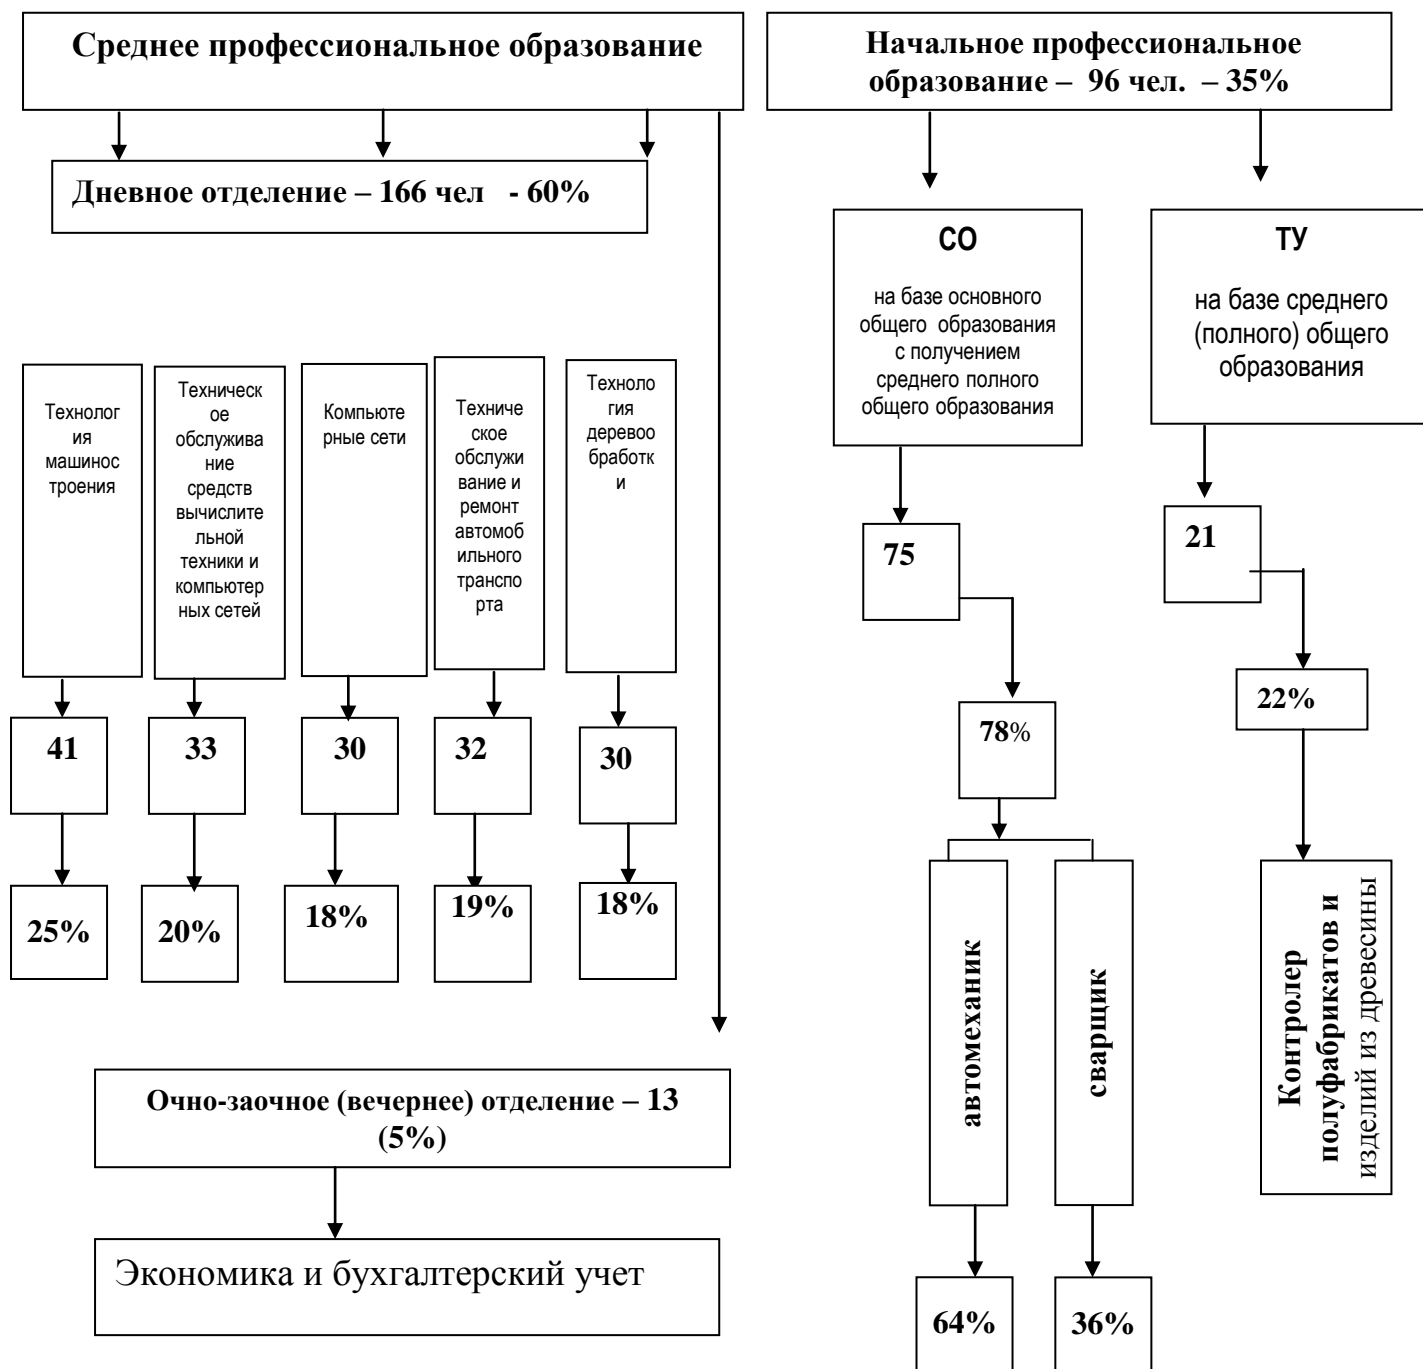 Среднее профессиональное образование
Начальное профессиональное
образование – 96 чел. – 35%
Дневное отделение – 166 чел - 60%
СО
на базе основного
общего образования
с получением
среднего полного
общего образования
ТУ
на базе среднего
(полного) общего
образования
Технолог
ия
машинос
троения
Техническ
ое
обслужива
ние
средств
вычислите
льной
техники и
компьютер
ных сетей
Компьюте
рные сети
Техниче
ское
обслужи
вание и
ремонт
автомоб
ильного
транспо
рта
Техноло
гия
деревоо
бработк
и
75
21
41
33
30
32
30
78%
22%
25%
20%
18%
19%
18%
автомеханик
сварщик
Контролер
полуфабрикатов и
изделий из древесины
Очно-заочное (вечернее) отделение – 13
(5%)
Экономика и бухгалтерский учет
64%
36%